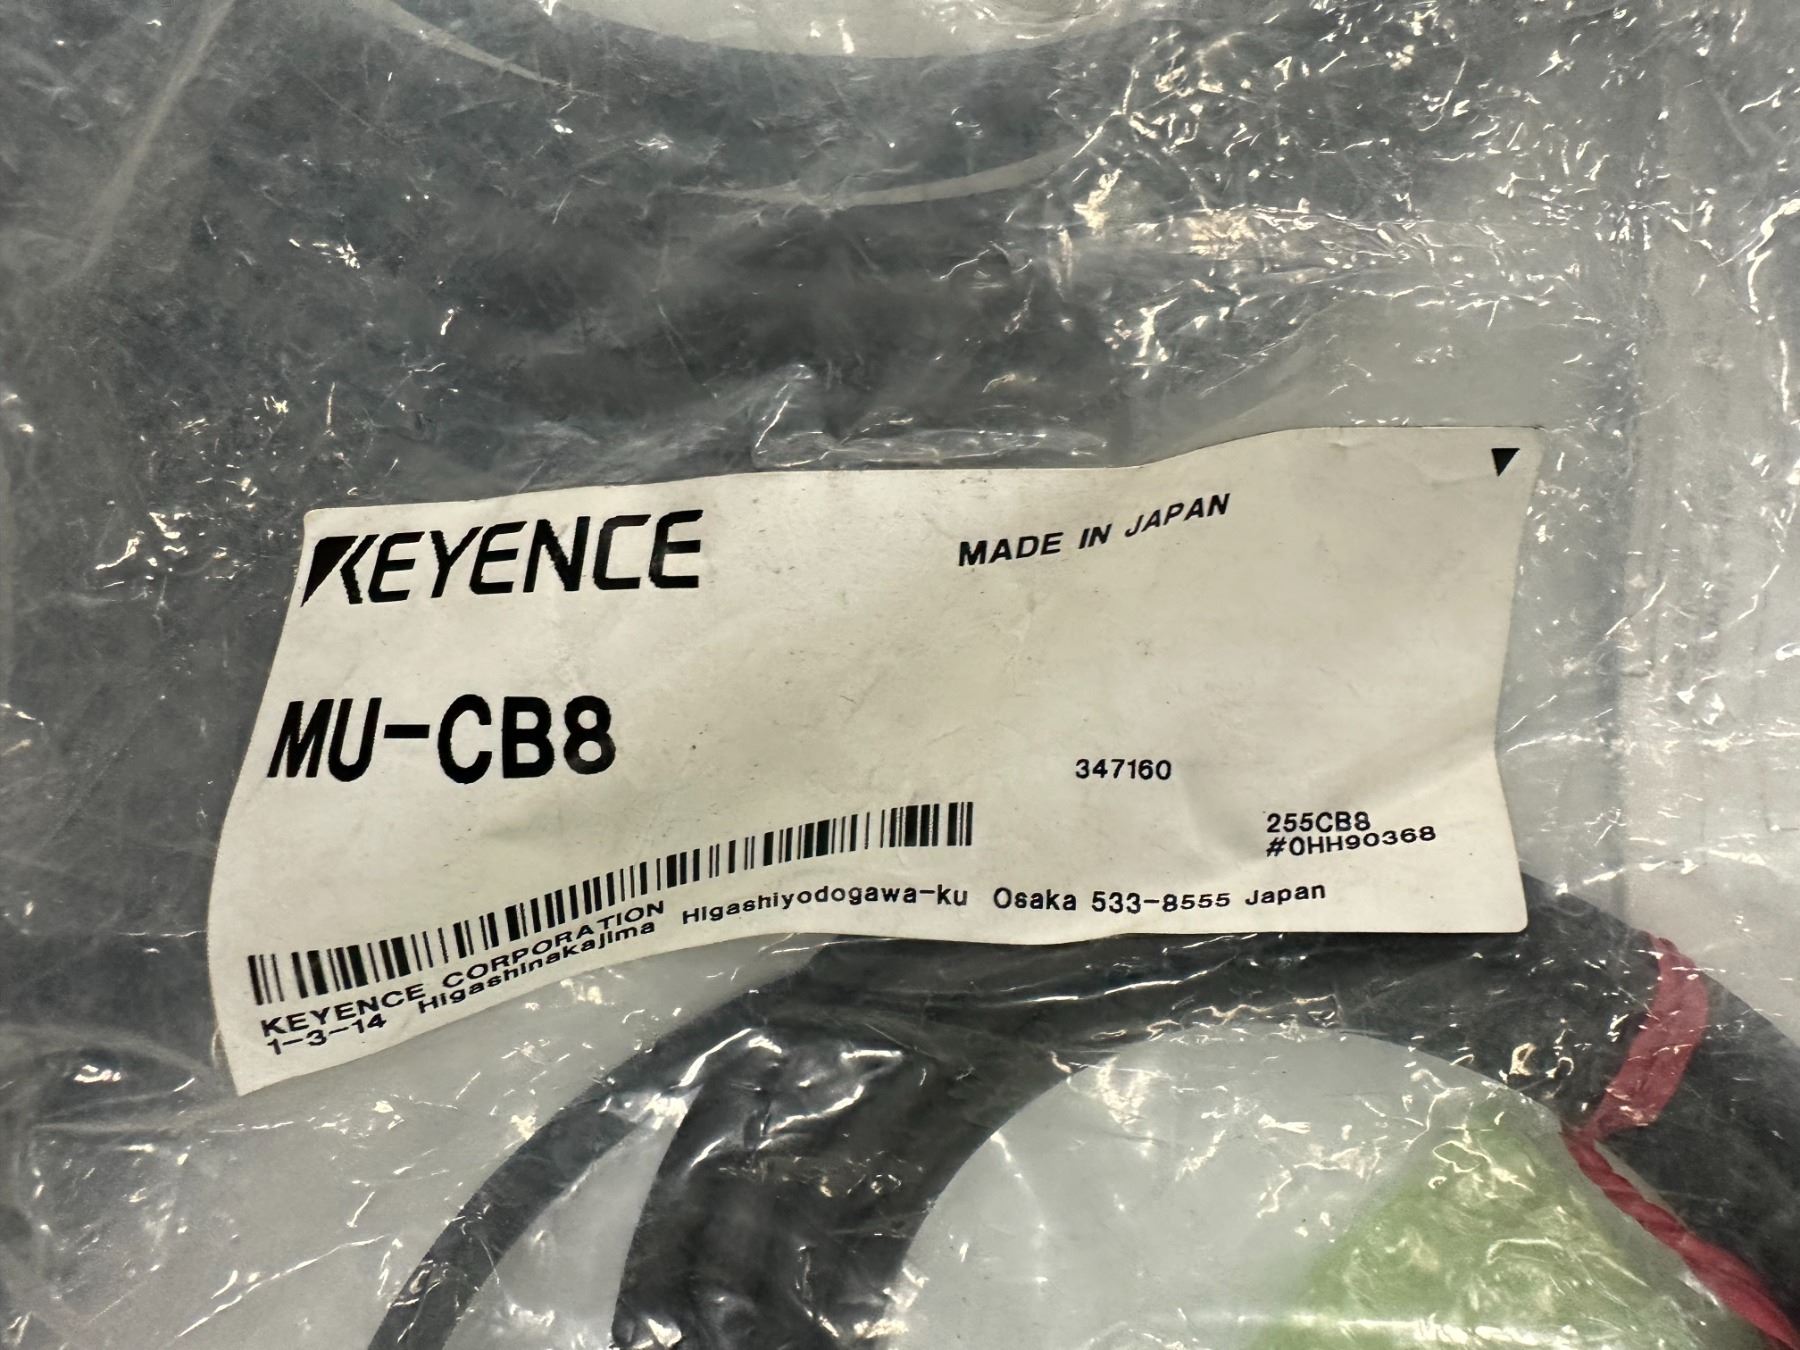 KEYENCE
MADE IN JAPAN
MU-CB8
347160
255CB8
#0HH90368
KEYENCE CORPORATION
1-3-14 Higashinakajima Higashiyodogawa-ku Osaka 533-8555 Japan